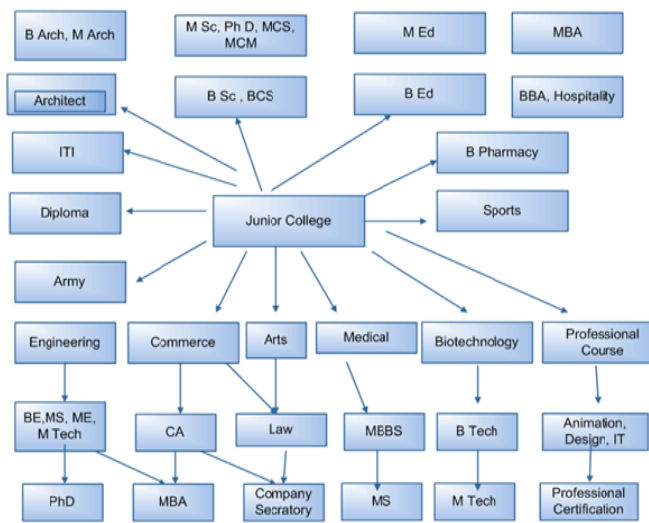 B Arch, M Arch
M Sc, Ph D, MCS,
MCM
M Ed
MBA
Architect
B Sc , BCS
B Ed
BBA, Hospitality
ITI
B Pharmacy
Diploma
Junior College
Sports
Army
Engineering
Commerce
Arts
Medical
Biotechnology
Professional
Course
BE,MS, ME,
M Tech
CA
Law
MBBS
B Tech
Animation,
Design, IT
PhD
MBA
Company
Secratory
MS
M Tech
Professional
Certification